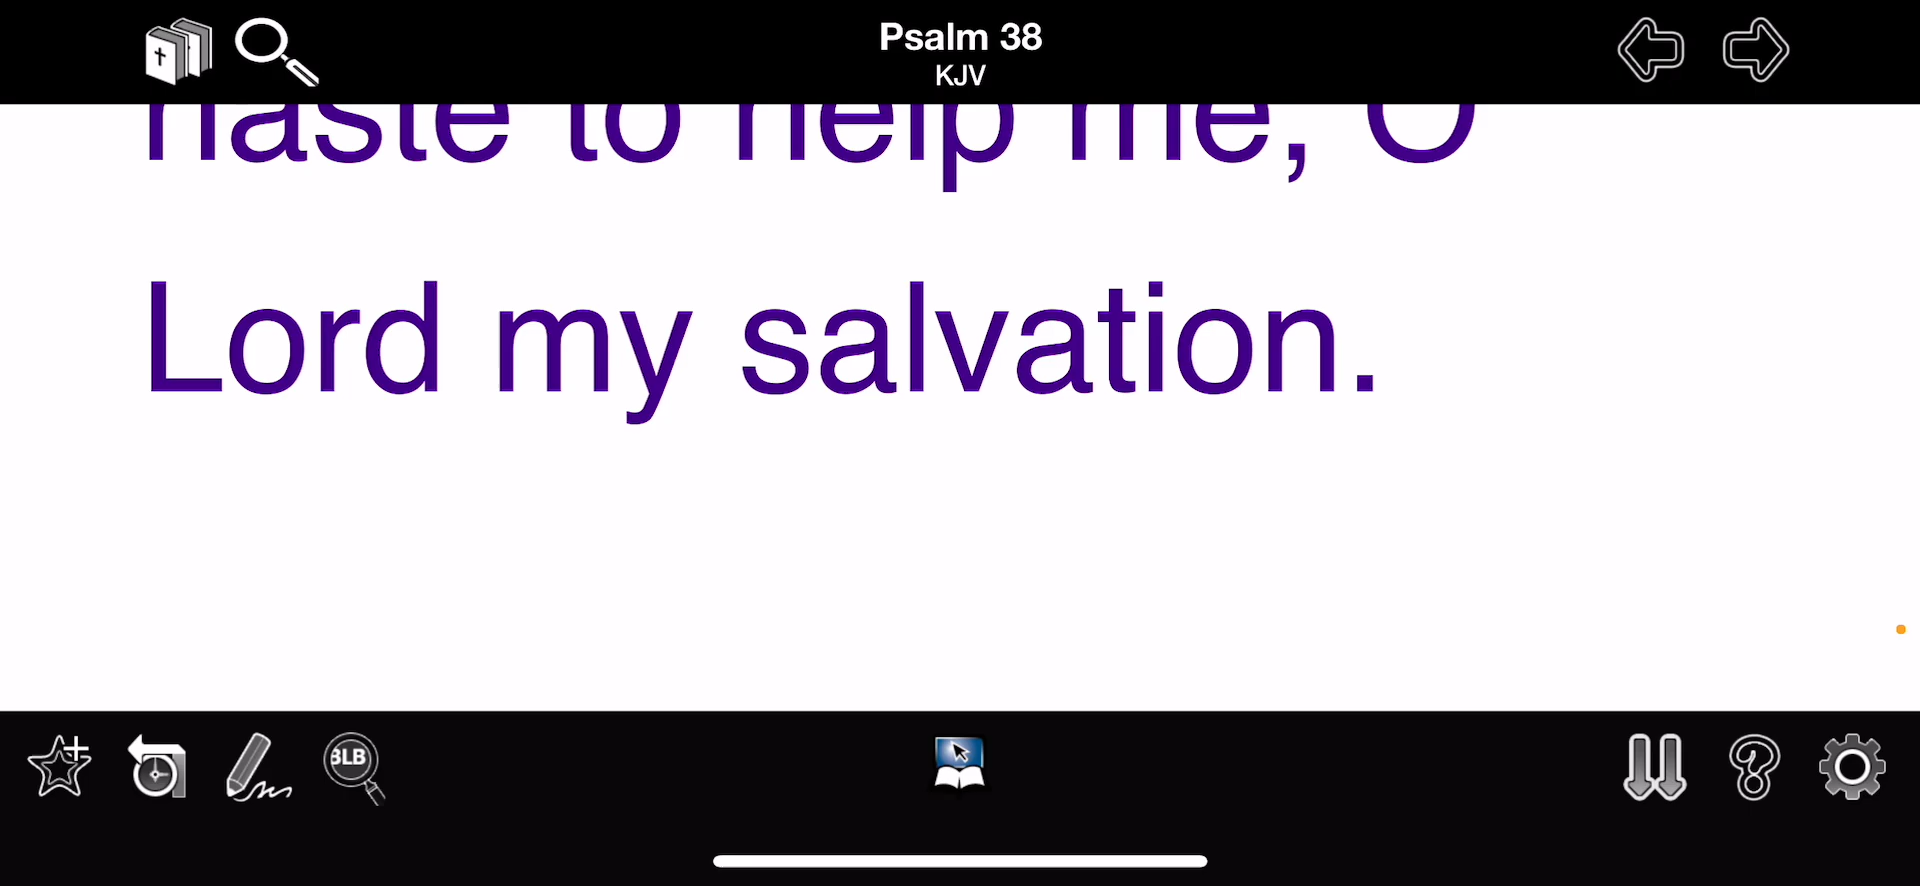 Psalm 38
KJV
haste to help me, O
Lord my salvation.
BLB